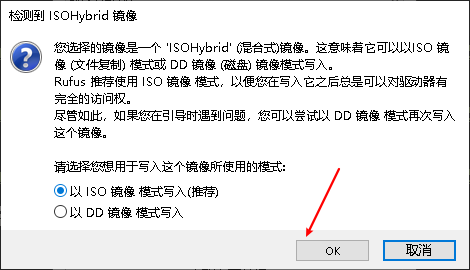 检测到 ISOHybrid 镜像
您选择的镜像是一个 'ISOHybrid' (混合式)镜像。这意味着它可以以ISO 镜
像 (文件复制) 模式或 DD 镜像 (磁盘) 镜像模式写入。
Rufus 推荐使用 ISO 镜像 模式，以便您在写入它之后总是可以对驱动器有
完全的访问权。
尽管如此，如果您在引导时遇到问题，您可以尝试以 DD 镜像 模式再次写入
这个镜像。
请选择您想用于写入这个镜像所使用的模式:
以 ISO 镜像 模式写入(推荐)
以 DD 镜像 模式写入
OK
取消